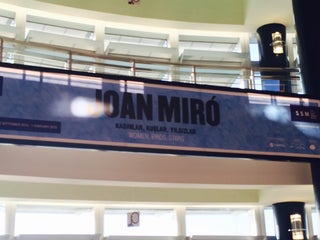 JOAN MIRÓ
KADINLAR, KUŞLAR, YILDIZLAR
WOMEN, BIRDS, STARS
SSM